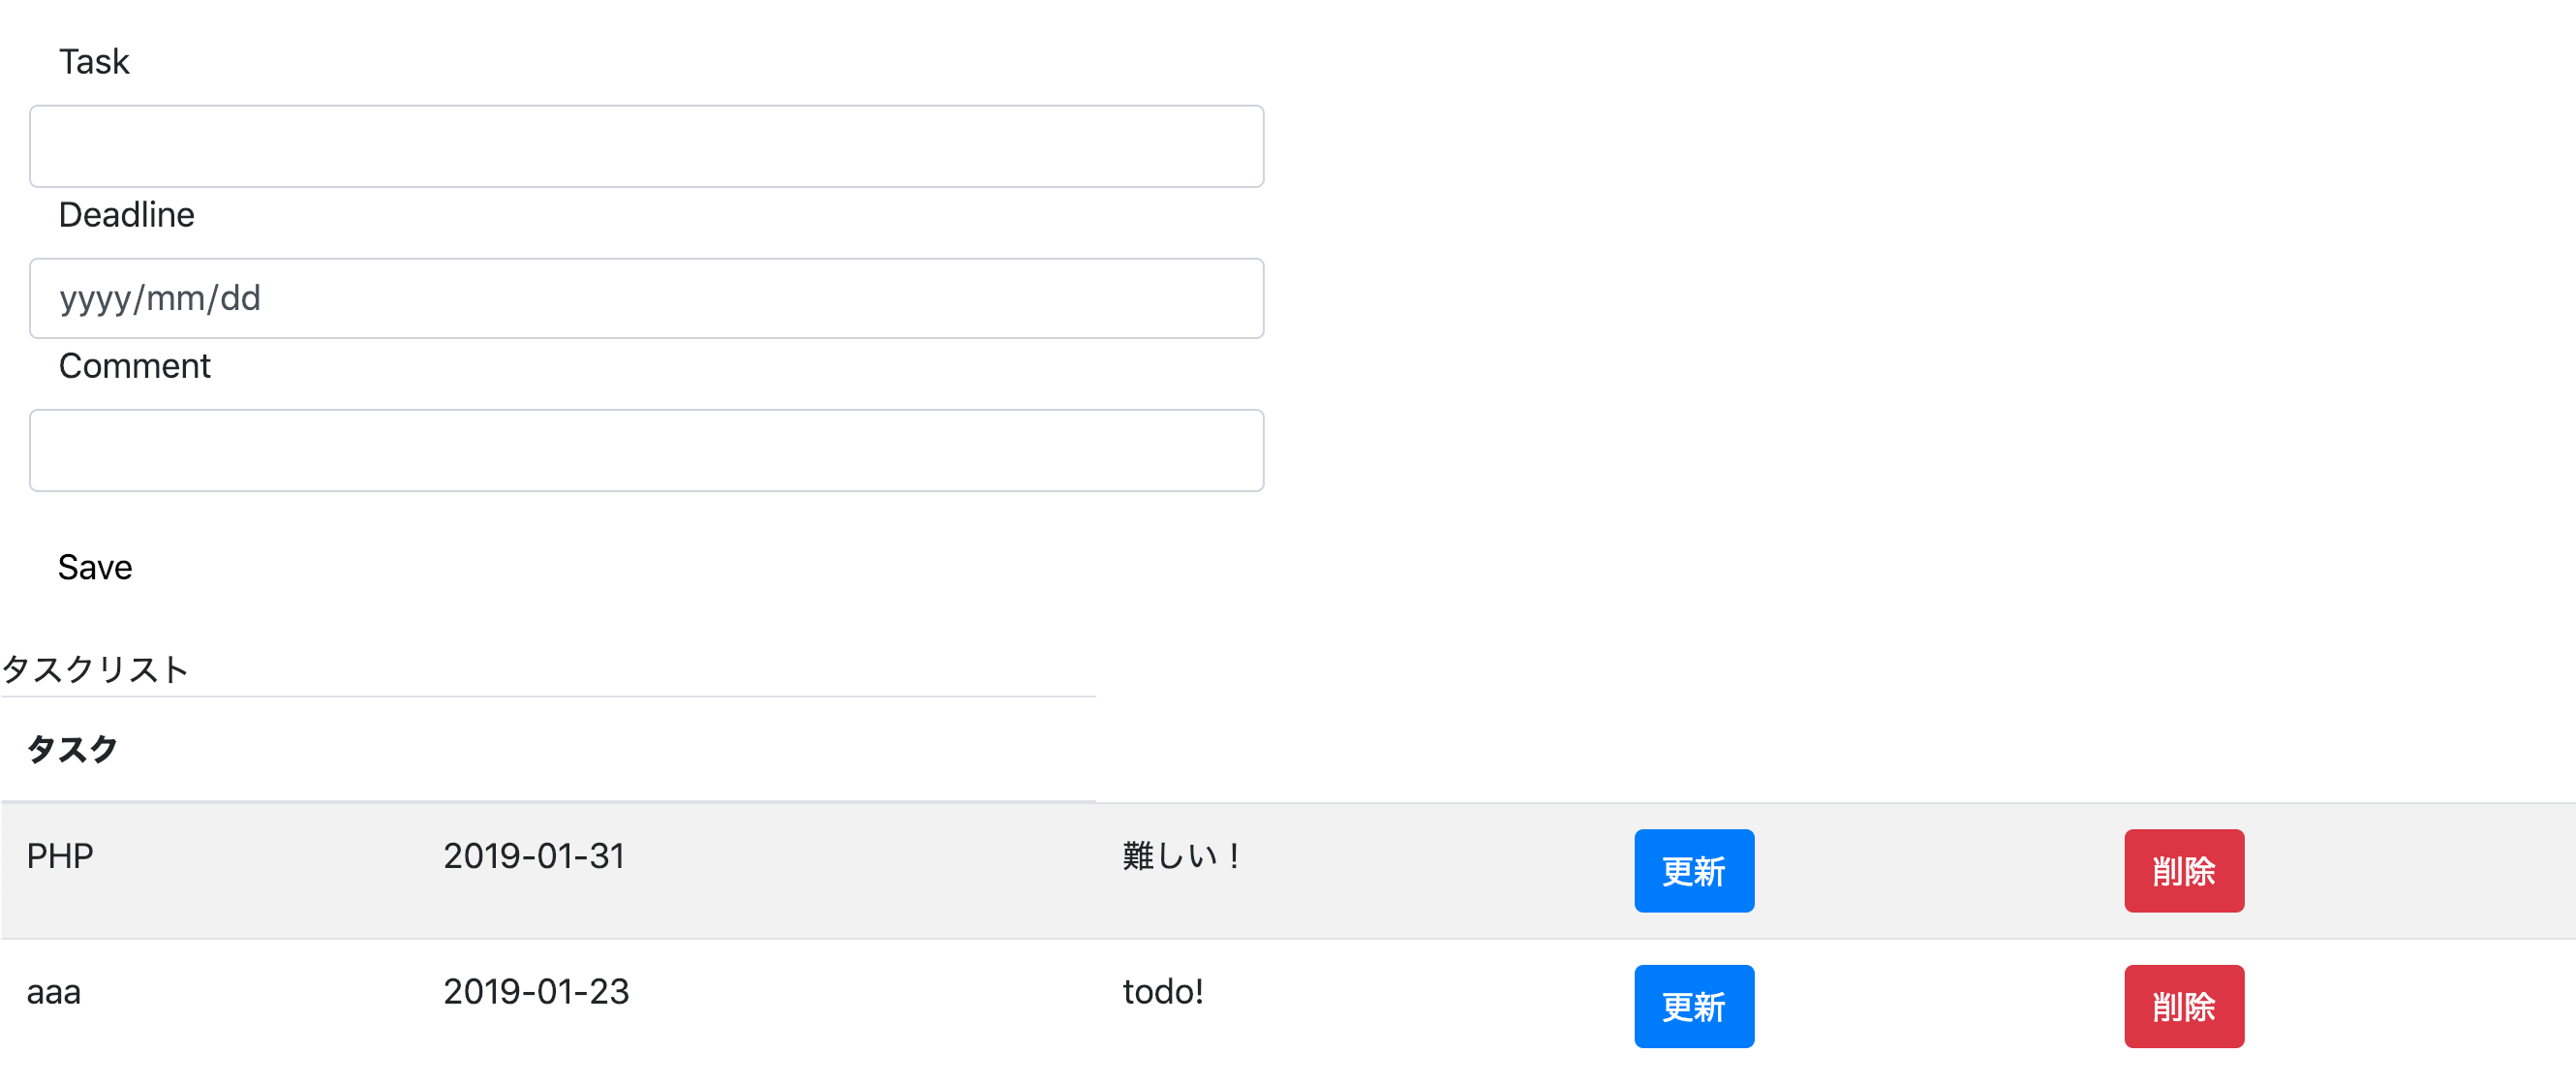 Task
Deadline
yyyy/mm/dd
Comment
Save
タスクリスト
タスク
PHP 2019-01-31 難しい！ 更新 削除
aaa 2019-01-23 todo! 更新 削除